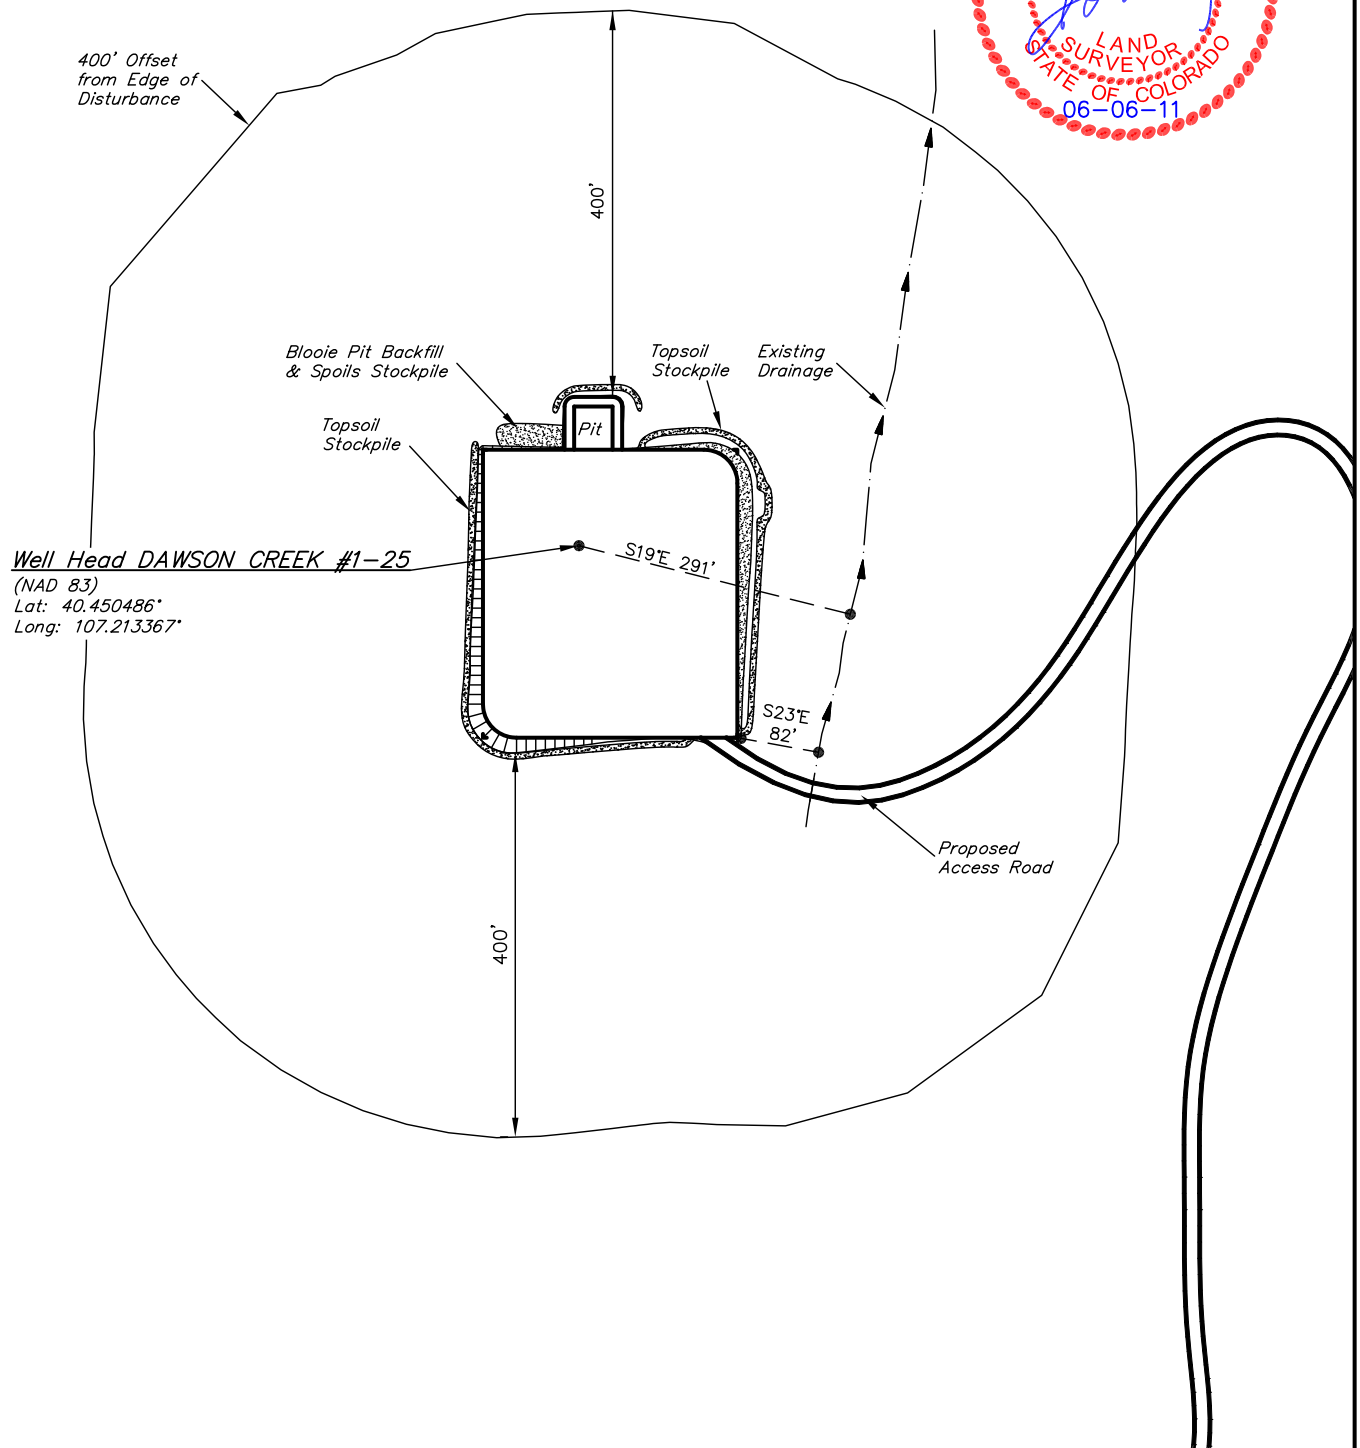 LAND
SURVEYOR
STATE OF COLORADO
06-06-11
400' Offset
from Edge of
Disturbance
400'
Blooie Pit Backfill
& Spoils Stockpile
Topsoil
Stockpile
Existing
Drainage
Topsoil
Stockpile
Pit
Well Head DAWSON CREEK #1-25
(NAD 83)
Lat: 40.450486°
Long: 107.213367°
S19°E 291'
S23°E
82'
Proposed
Access Road
400'